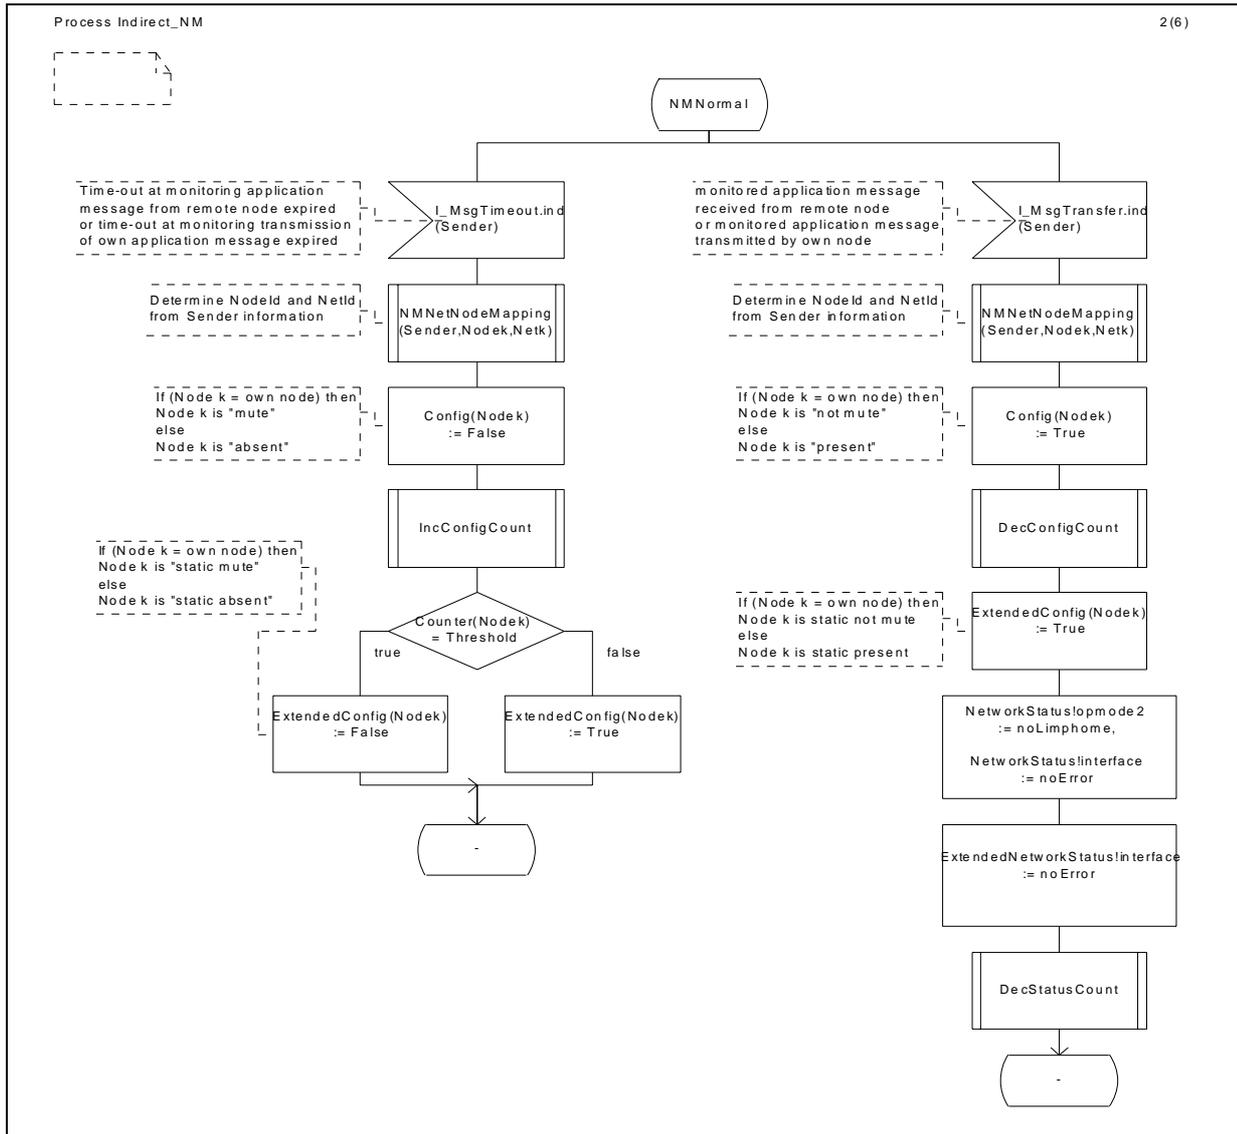 Process Indirect_NM
2(6)
NMNormal
Time-out at monitoring application
message from remote node expired
or time-out at monitoring transmission
of own application message expired
I_MsgTimeout.ind
(Sender)
Determine NodeId and NetId
from Sender information
NMNetNodeMapping
(Sender,Nodek,Netk)
If (Node k = own node) then
Node k is "mute"
else
Node k is "absent"
Config(Nodek)
:= False
IncConfigCount
If (Node k = own node) then
Node k is "static mute"
else
Node k is "static absent"
Counter(Nodek)
= Threshold
true
false
ExtendedConfig(Nodek)
:= False
ExtendedConfig(Nodek)
:= True
-
monitored application message
received from remote node
or monitored application message
transmitted by own node
I_MsgTransfer.ind
(Sender)
Determine NodeId and NetId
from Sender information
NMNetNodeMapping
(Sender,Nodek,Netk)
If (Node k = own node) then
Node k is "not mute"
else
Node k is "present"
Config(Nodek)
:= True
DecConfigCount
If (Node k = own node) then
Node k is static not mute
else
Node k is static present
ExtendedConfig(Nodek)
:= True
NetworkStatus!opmode2
:= noLimphome,
NetworkStatus!interface
:= noError
ExtendedNetworkStatus!interface
:= noError
DecStatusCount
-